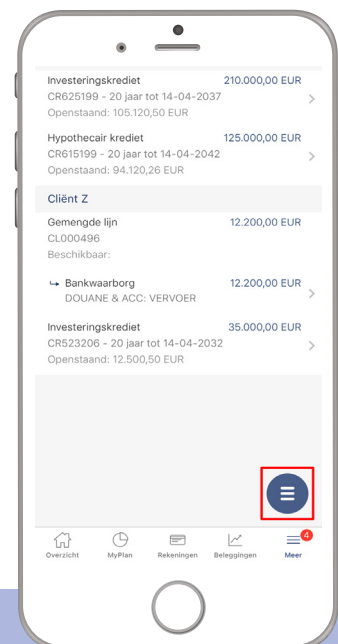 Investeringskrediet 210.000,00 EUR
CR625199 - 20 jaar tot 14-04-2037
Openstaand: 105.120,50 EUR
Hypothecair krediet 125.000,00 EUR
CR615199 - 20 jaar tot 14-04-2042
Openstaand: 94.120,26 EUR
Cliënt Z
Gemengde lijn 12.200,00 EUR
CL000496
Beschikbaar:
↳ Bankwaarborg 12.200,00 EUR
DOUANE & ACC: VERVOER
Investeringskrediet 35.000,00 EUR
CR523206 - 20 jaar tot 14-04-2032
Openstaand: 12.500,50 EUR
4
Overzicht MyPlan Rekeningen Beleggingen Meer